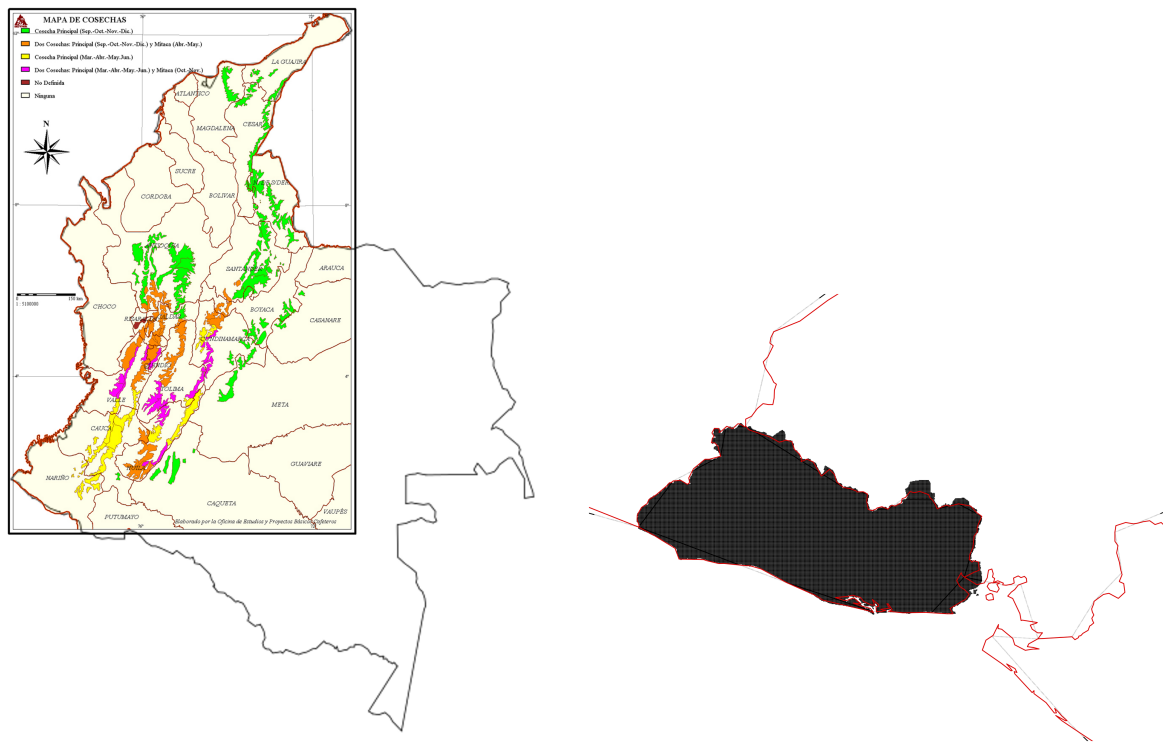 MAPA DE COSECHAS
Cosecha Principal (Sep.-Oct.-Nov.-Dic.)
Dos Cosechas: Principal (Sep.-Oct.-Nov.-Dic.) y Mitaca (Abr.-May.)
Cosecha Principal (Mar.-Abr.-May.Jun.)
Dos Cosechas: Principal (Mar.-Abr.-May.-Jun.) y Mitaca (Oct.-Nov.)
No Definida
Ninguna
N
LA GUAJIRA
ATLANTICO
MAGDALENA
CESAR
SUCRE
CORDOBA
BOLIVAR
ANTIOQUIA
SANTANDER
ARAUCA
150 km
CHOCO
BOYACA
CASANARE
CUNDINAMARCA
TOLIMA
VALLE
META
CAUCA
HUILA
NARIÑO
GUAVIARE
CAQUETA
PUTUMAYO
VAUPÉS
Elaborado por la Oficina de Estudios y Proyectos Básicos Cafeteros